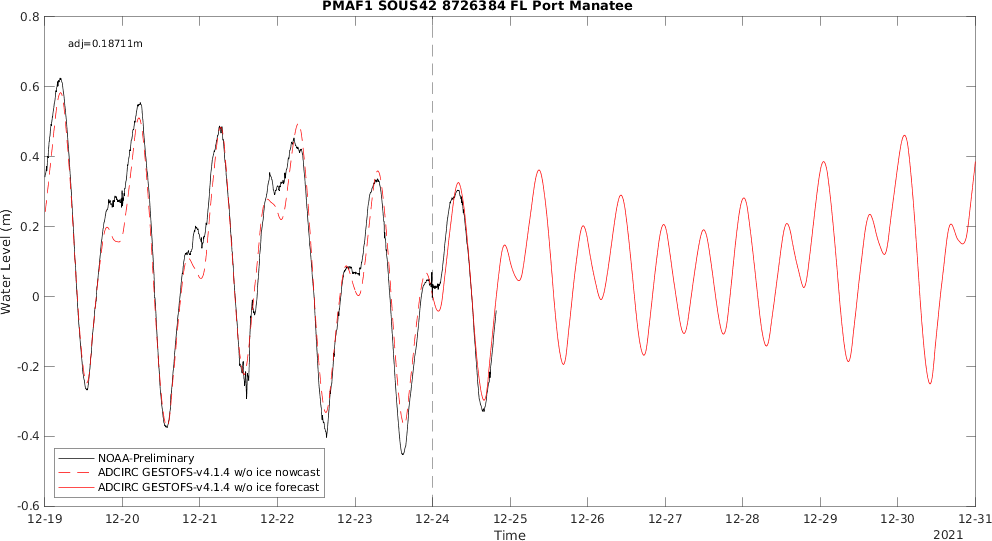 PMAF1 SOUS42 8726384 FL Port Manatee
adj=0.18711m
0.8
0.6
0.4
0.2
0
-0.2
-0.4
-0.6
Water Level (m)
NOAA-Preliminary
ADCIRC GESTOFS-v4.1.4 w/o ice nowcast
ADCIRC GESTOFS-v4.1.4 w/o ice forecast
12-19 12-20 12-21 12-22 12-23 12-24 12-25 12-26 12-27 12-28 12-29 12-30 12-31
Time
2021